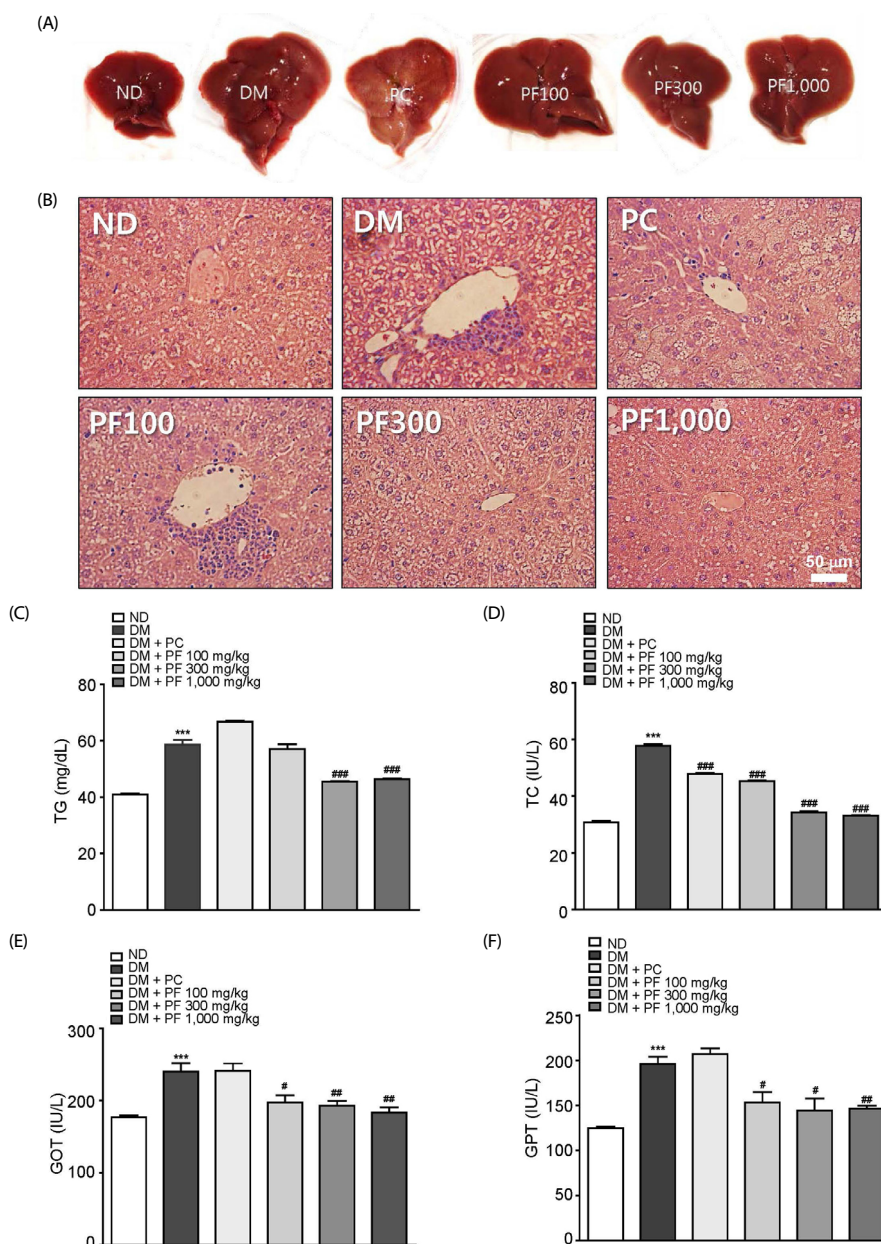 (A)
ND DM PC PF100 PF300 PF1,000
(B)
ND DM PC
PF100 PF300 PF1,000
50 μm
(C)
ND
DM
DM + PC
DM + PF 100 mg/kg
DM + PF 300 mg/kg
DM + PF 1,000 mg/kg
TG (mg/dL)
80
60
40
20
0
***
###
###
(D)
ND
DM
DM + PC
DM + PF 100 mg/kg
DM + PF 300 mg/kg
DM + PF 1,000 mg/kg
TC (IU/L)
80
60
40
20
0
***
###
###
###
###
(E)
ND
DM
DM + PC
DM + PF 100 mg/kg
DM + PF 300 mg/kg
DM + PF 1,000 mg/kg
GOT (IU/L)
300
200
100
0
***
#
##
##
(F)
ND
DM
DM + PC
DM + PF 100 mg/kg
DM + PF 300 mg/kg
DM + PF 1,000 mg/kg
GPT (IU/L)
250
200
150
100
50
0
***
#
#
##